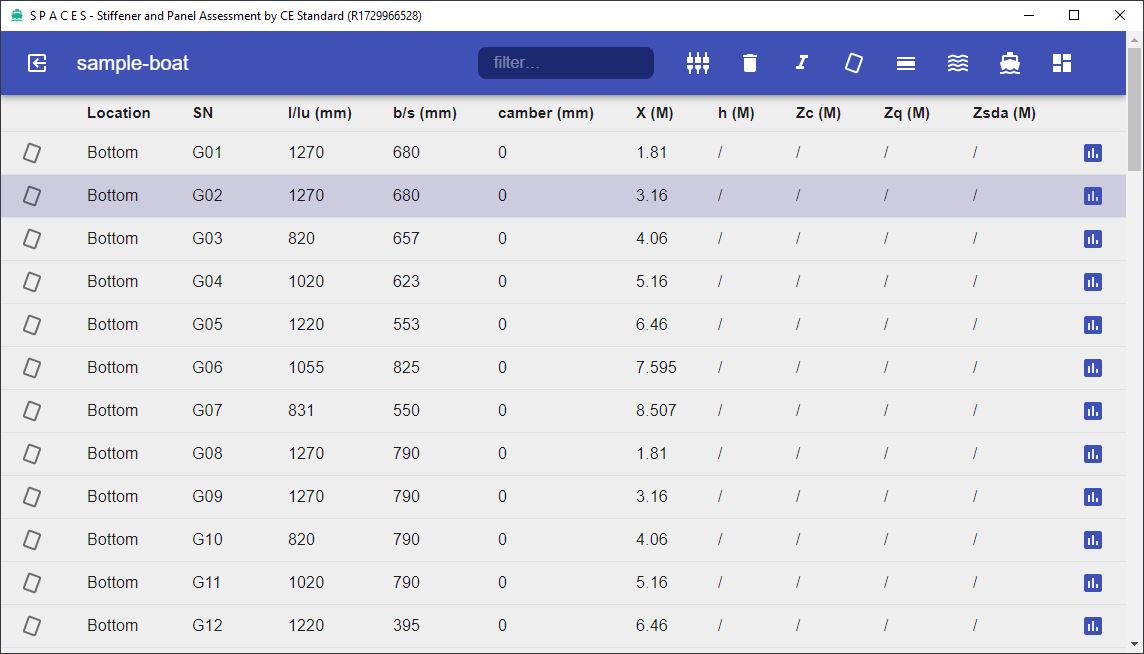 S P A C E S - Stiffener and Panel Assessment by CE Standard (R1729966528)
sample-boat filter...
Location SN l/lu (mm) b/s (mm) camber (mm) X (M) h (M) Zc (M) Zq (M) Zsda (M)
Bottom G01 1270 680 0 1.81 / / / /
Bottom G02 1270 680 0 3.16 / / / /
Bottom G03 820 657 0 4.06 / / / /
Bottom G04 1020 623 0 5.16 / / / /
Bottom G05 1220 553 0 6.46 / / / /
Bottom G06 1055 825 0 7.595 / / / /
Bottom G07 831 550 0 8.507 / / / /
Bottom G08 1270 790 0 1.81 / / / /
Bottom G09 1270 790 0 3.16 / / / /
Bottom G10 820 790 0 4.06 / / / /
Bottom G11 1020 790 0 5.16 / / / /
Bottom G12 1220 395 0 6.46 / / / /